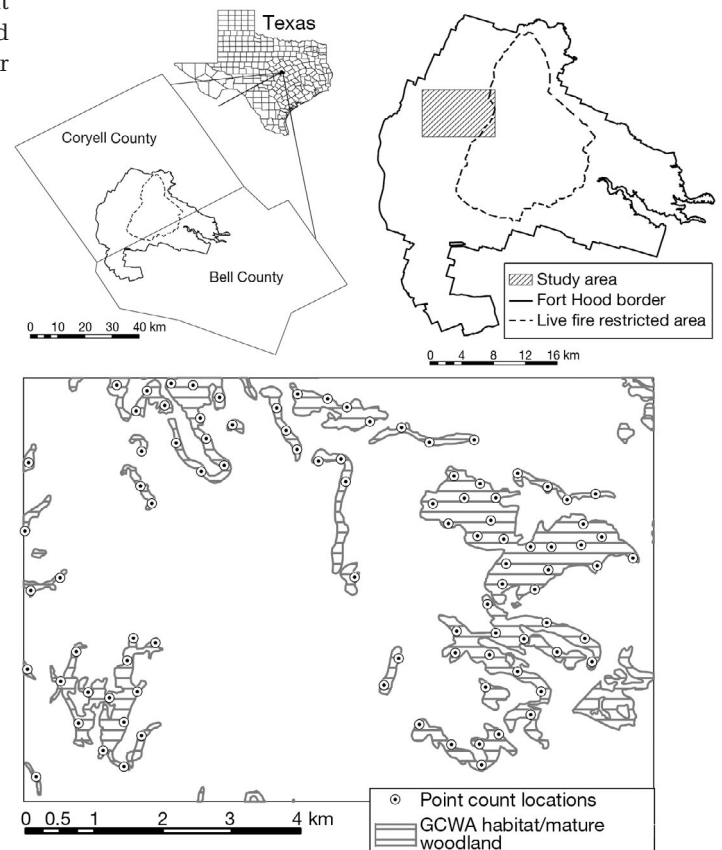 Texas
Coryell County
Bell County
0 10 20 30 40 km
Study area
Fort Hood border
Live fire restricted area
0 4 8 12 16 km
0 0.5 1 2 3 4 km
Point count locations
GCWA habitat/mature
woodland